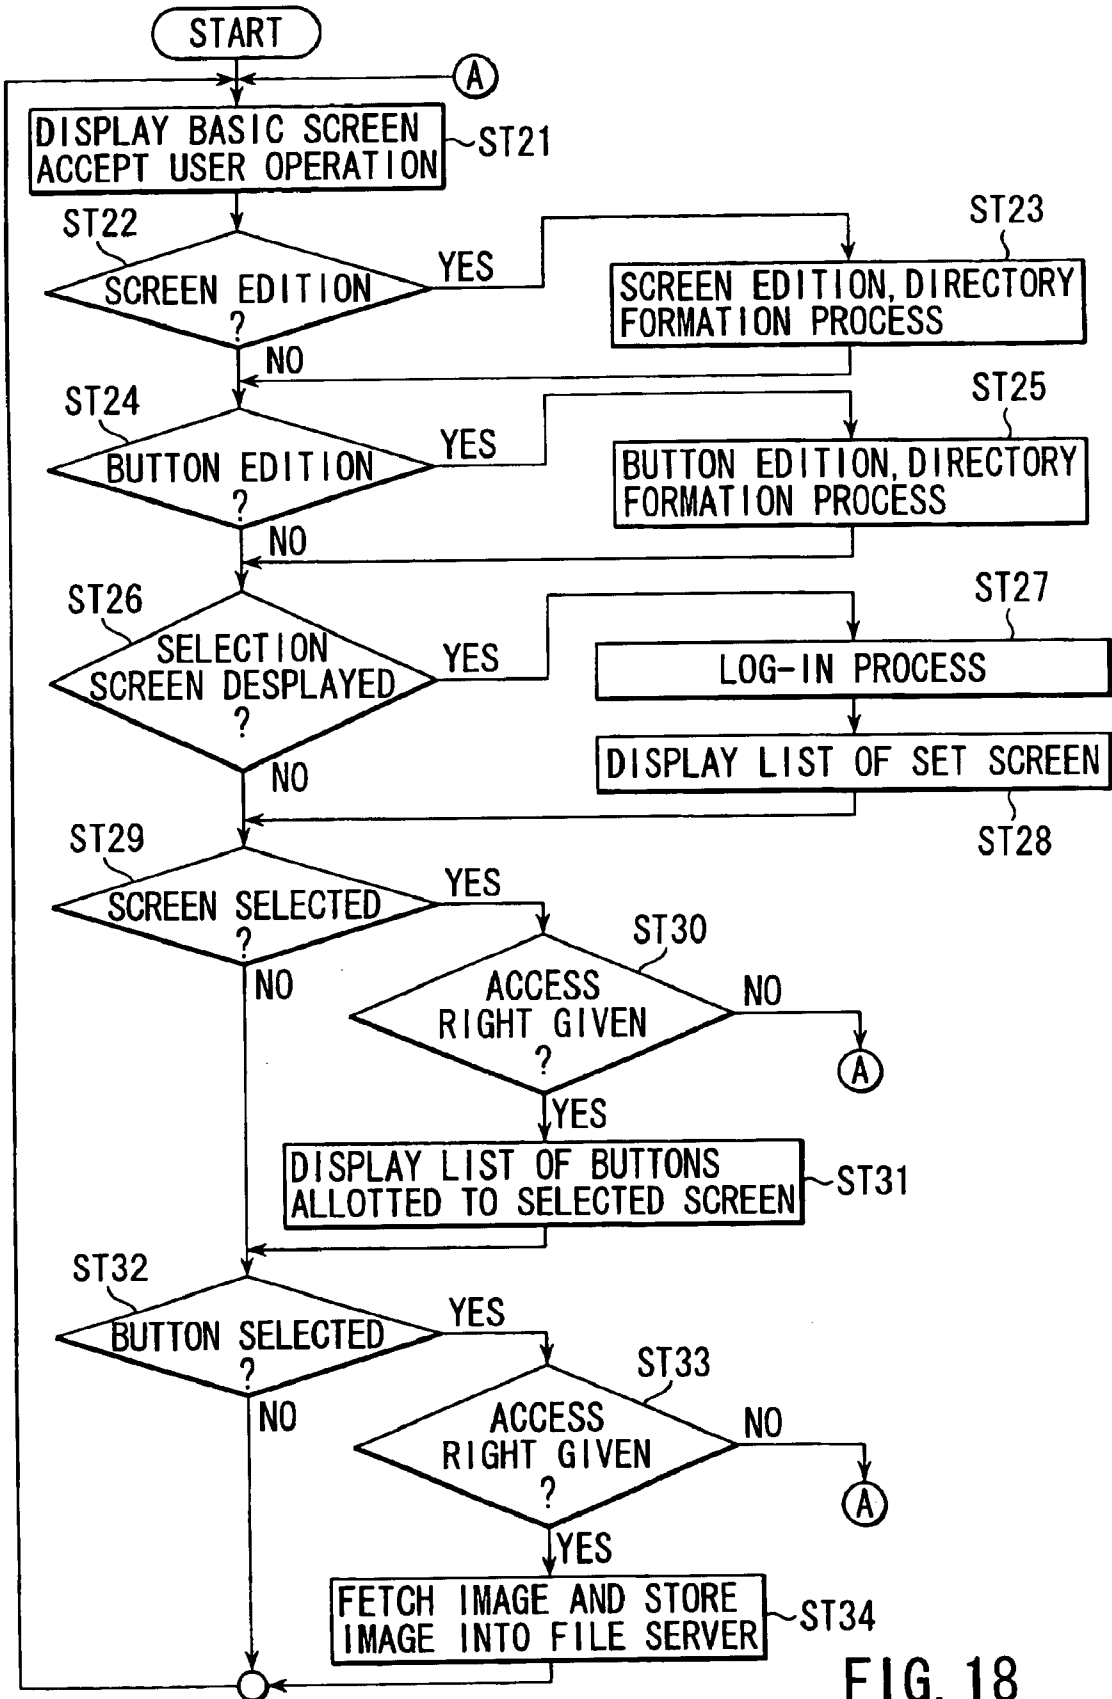 START
A
DISPLAY BASIC SCREEN
ACCEPT USER OPERATION
ST21
ST22
SCREEN EDITION
?
YES
NO
ST23
SCREEN EDITION, DIRECTORY
FORMATION PROCESS
ST24
BUTTON EDITION
?
YES
NO
ST25
BUTTON EDITION, DIRECTORY
FORMATION PROCESS
ST26
SELECTION
SCREEN DESPLAYED
?
YES
NO
ST27
LOG-IN PROCESS
DISPLAY LIST OF SET SCREEN
ST28
ST29
SCREEN SELECTED
?
YES
NO
ST30
ACCESS
RIGHT GIVEN
?
NO
A
YES
DISPLAY LIST OF BUTTONS
ALLOTTED TO SELECTED SCREEN
ST31
ST32
BUTTON SELECTED
?
YES
NO
ST33
ACCESS
RIGHT GIVEN
?
NO
A
YES
FETCH IMAGE AND STORE
IMAGE INTO FILE SERVER
ST34
FIG. 18